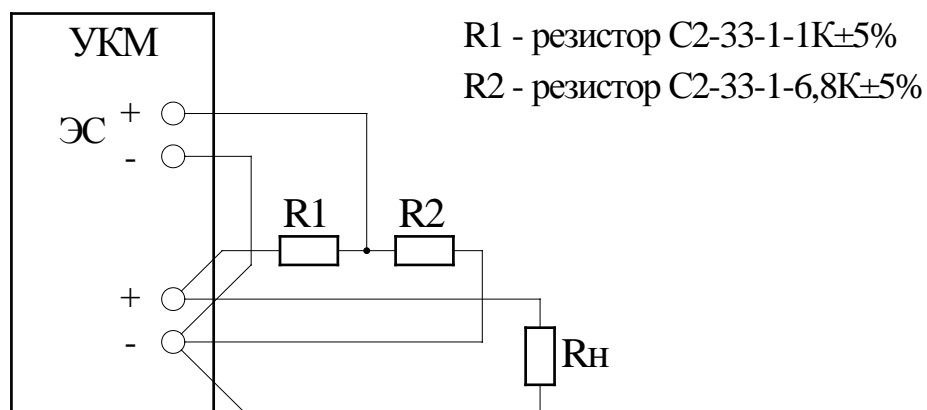 УКМ
R1 - резистор С2-33-1-1К±5%
R2 - резистор С2-33-1-6,8К±5%
ЭС
+
-
R1 R2
+
-
Rн